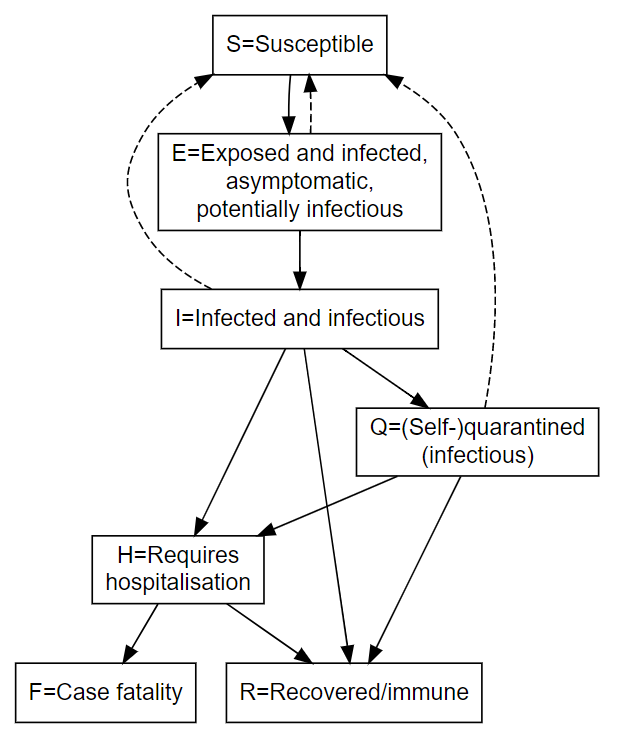 S=Susceptible
E=Exposed and infected,
asymptomatic,
potentially infectious
I=Infected and infectious
Q=(Self-)quarantined
(infectious)
H=Requires
hospitalisation
F=Case fatality
R=Recovered/immune